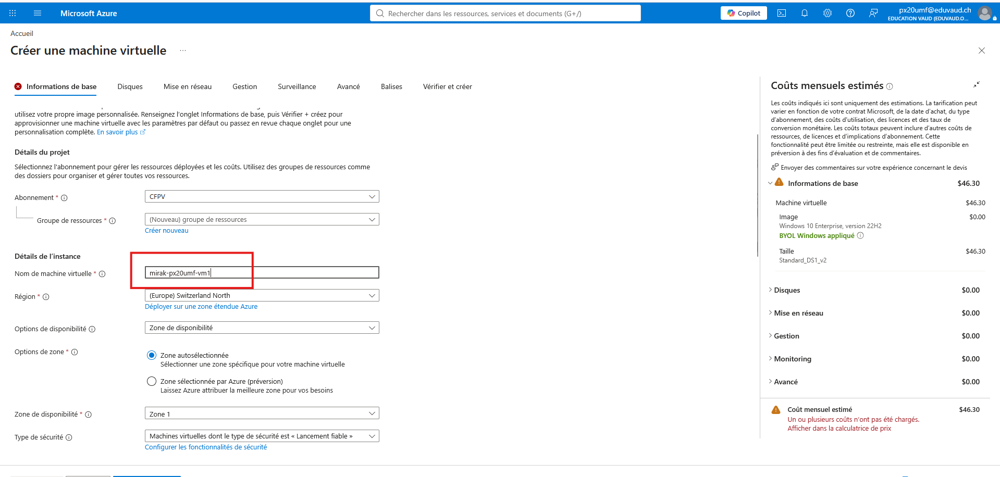 Microsoft Azure
Rechercher dans les ressources, services et documents (G+/)
Copilot
px20umf@eduvaud.ch
EDUCATION VAUD (EDUVAUD.O...
Accueil
Créer une machine virtuelle ...
Informations de base
Disques
Mise en réseau
Gestion
Surveillance
Avancé
Balises
Vérifier et créer
utilisez votre propre image personnalisée. Renseignez l'onglet Informations de base, puis Vérifier + créez pour
approvisionner une machine virtuelle avec les paramètres par défaut ou passez en revue chaque onglet pour une
personnalisation complète. En savoir plus
Détails du projet
Sélectionnez l'abonnement pour gérer les ressources déployées et les coûts. Utilisez des groupes de ressources comme
des dossiers pour organiser et gérer toutes vos ressources.
Abonnement *
CFPV
Groupe de ressources *
(Nouveau) groupe de ressources
Créer nouveau
Détails de l'instance
Nom de machine virtuelle *
mirak-px20umf-vm1
Région *
(Europe) Switzerland North
Déployer sur une zone étendue Azure
Options de disponibilité
Zone de disponibilité
Options de zone *
Zone autosélectionnée
Sélectionner une zone spécifique pour votre machine virtuelle
Zone sélectionnée par Azure (préversion)
Laissez Azure attribuer la meilleure zone pour vos besoins
Zone de disponibilité *
Zone 1
Type de sécurité
Machines virtuelles dont le type de sécurité est « Lancement fiable »
Configurer les fonctionnalités de sécurité
Coûts mensuels estimés
Les coûts indiqués ici sont uniquement des estimations. La tarification peut
varier en fonction de votre contrat Microsoft, de la date d'achat, du type
d'abonnement, des coûts d'utilisation, des licences et des taux de
conversion monétaire. Les coûts totaux peuvent inclure d'autres coûts de
ressources, de licences et d'implications d'abonnement. Cette
fonctionnalité peut être limitée ou restreinte, mais elle est disponible en
préversion à des fins d'évaluation et de commentaires.
Envoyer des commentaires sur votre expérience concernant le devis
Informations de base $46.30
Machine virtuelle $46.30
Image $0.00
Windows 10 Enterprise, version 22H2
BYOL Windows appliqué
Taille $46.30
Standard_DS1_v2
Disques $0.00
Mise en réseau $0.00
Gestion $0.00
Monitoring $0.00
Avancé $0.00
Coût mensuel estimé $46.30
Un ou plusieurs coûts n'ont pas été chargés.
Afficher dans la calculatrice de prix